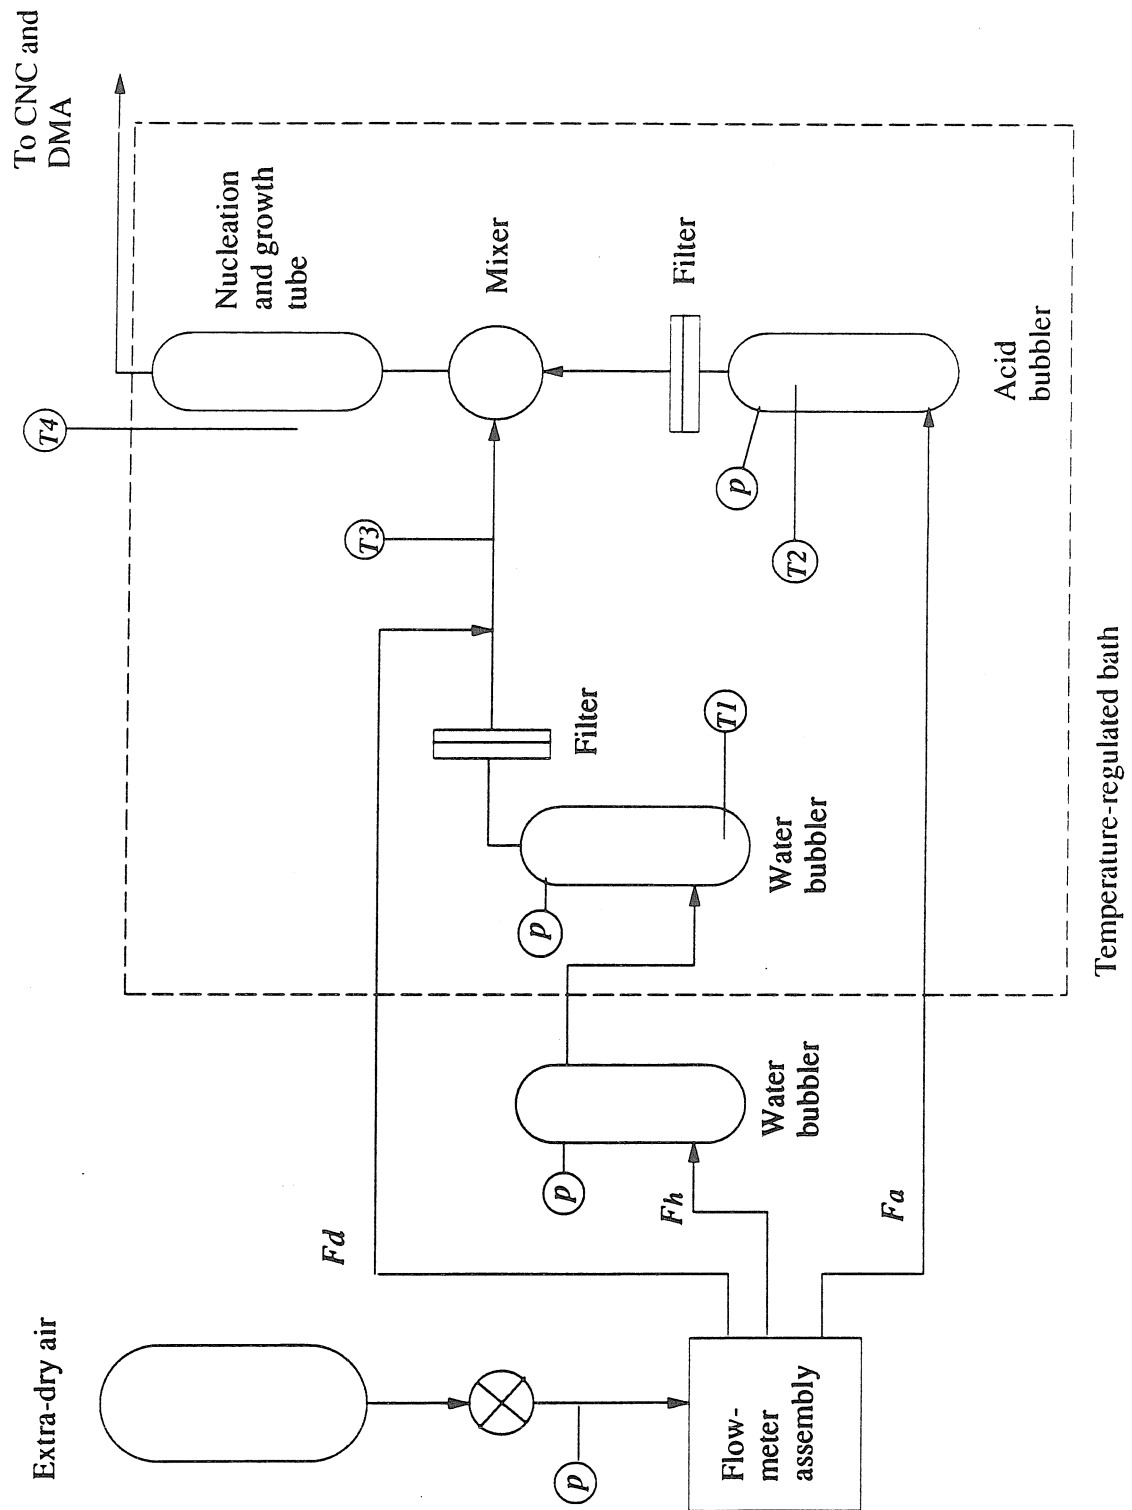 Extra-dry air
p
Flow-
meter
assembly
Fd
Fh
Fa
p
Water
bubbler
p
Water
bubbler
T1
Filter
T3
T4
p
T2
Acid
bubbler
Filter
Mixer
Nucleation
and growth
tube
To CNC and
DMA
Temperature-regulated bath